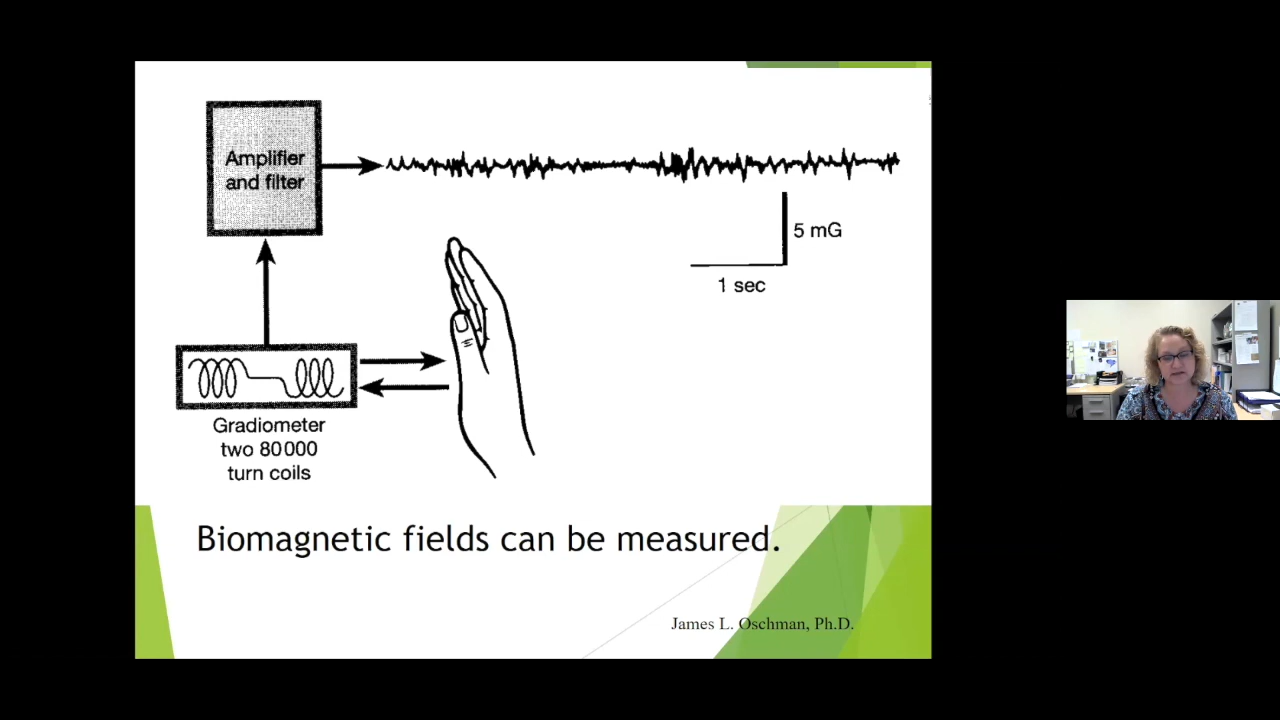 Amplifier
and filter
5 mG
1 sec
Gradiometer
two 80000
turn coils
Biomagnetic fields can be measured.
James L. Oschman, Ph.D.